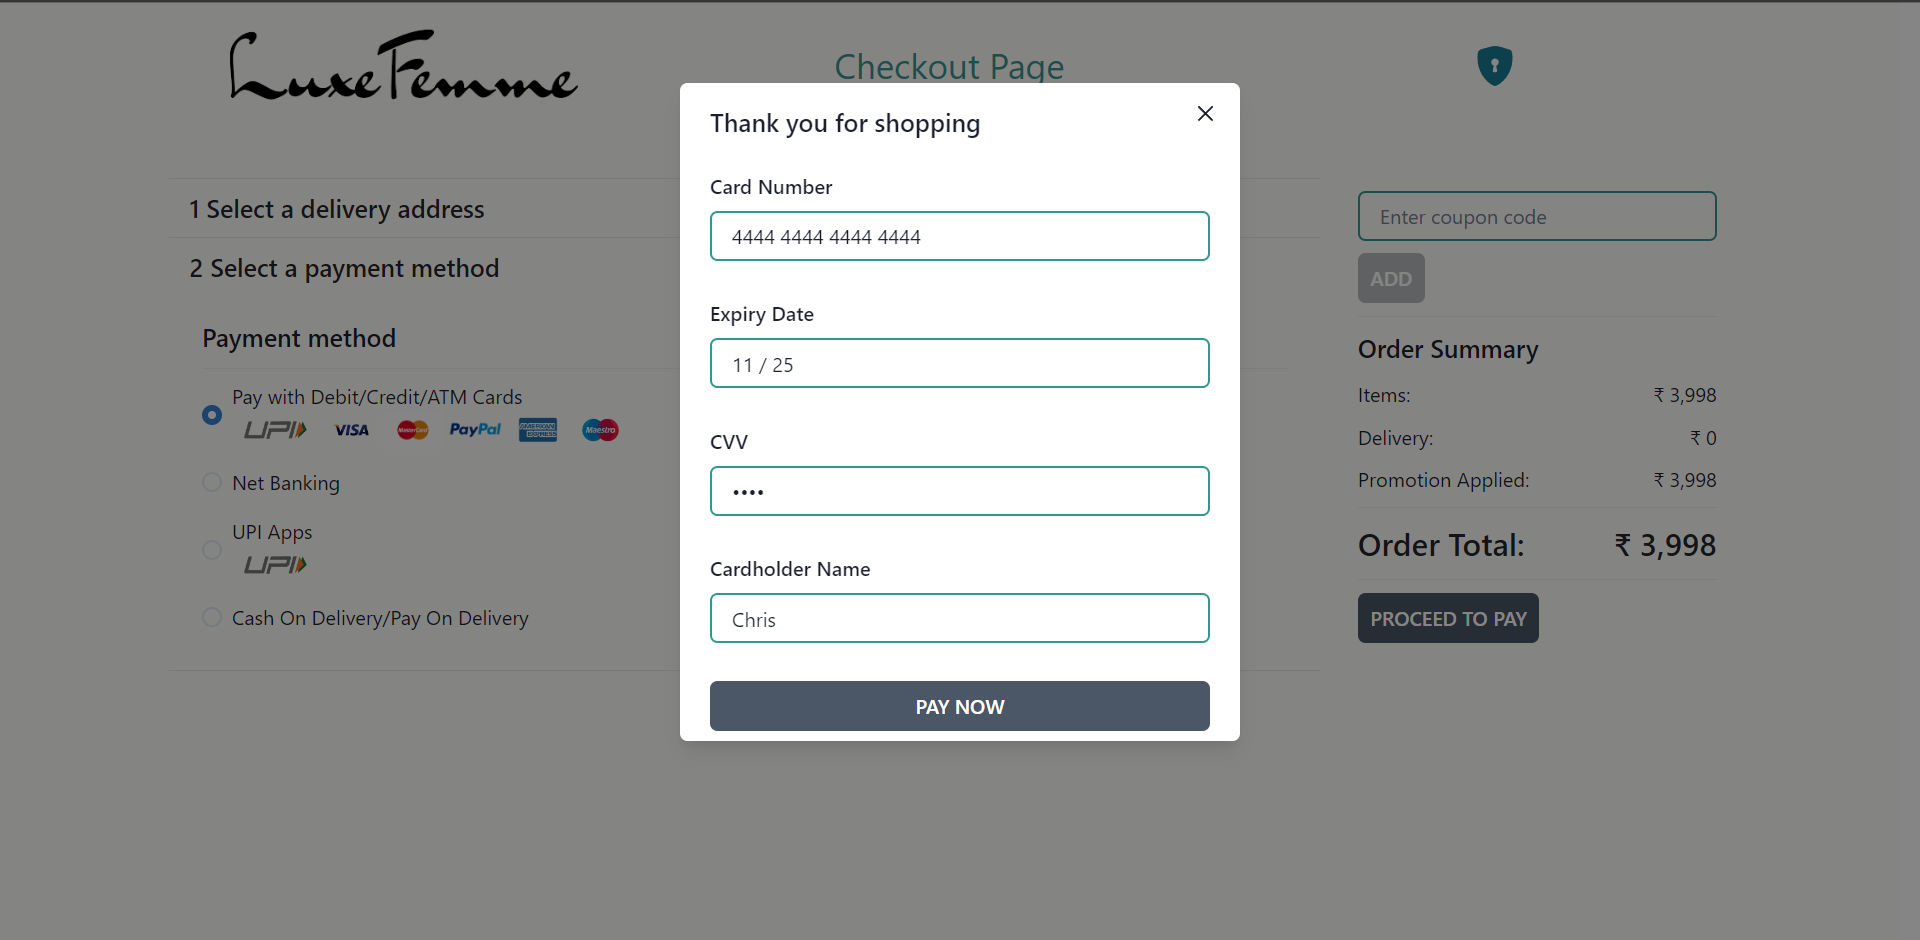 LuxeFemme
Checkout Page
Thank you for shopping
Card Number
4444 4444 4444 4444
Expiry Date
11 / 25
CVV
••••
Cardholder Name
Chris
PAY NOW
1 Select a delivery address
2 Select a payment method
Payment method
Pay with Debit/Credit/ATM Cards
UPI VISA MasterCard PayPal AMERICAN EXPRESS Maestro
Net Banking
UPI Apps
UPI
Cash On Delivery/Pay On Delivery
Enter coupon code
ADD
Order Summary
Items: ₹ 3,998
Delivery: ₹ 0
Promotion Applied: ₹ 3,998
Order Total: ₹ 3,998
PROCEED TO PAY